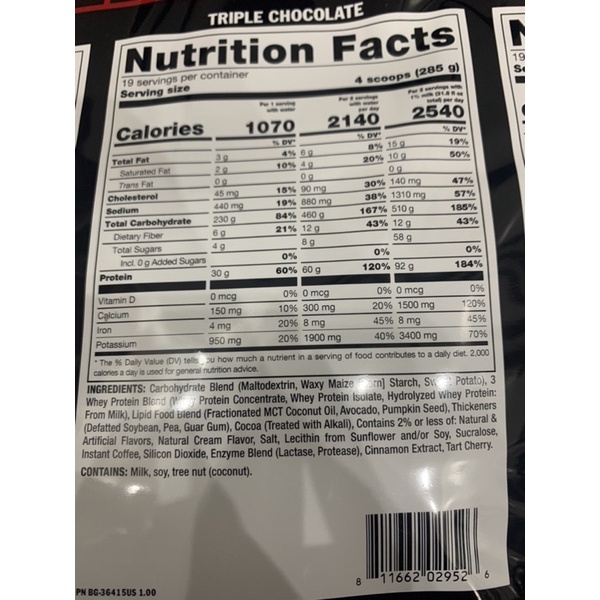 TRIPLE CHOCOLATE
Nutrition Facts
19 servings per container
Serving size 4 scoops (285 g)
Per 1 serving with water Per 2 servings with water per day Per 2 servings with 1% milk total per day
Calories 1070 2140 2540
% DV* % DV* % DV*
Total Fat 3 g 4% 6 g 8% 15 g 19%
Saturated Fat 2 g 10% 4 g 20% 10 g 50%
Trans Fat 0 g 0 g 0 g
Cholesterol 45 mg 15% 90 mg 30% 140 mg 47%
Sodium 440 mg 19% 880 mg 38% 1310 mg 57%
Total Carbohydrate 230 g 84% 460 g 167% 510 g 185%
Dietary Fiber 6 g 21% 12 g 43% 12 g 43%
Total Sugars 4 g 8 g 58 g
Incl. 0 g Added Sugars 0% 0% 0%
Protein 30 g 60% 60 g 120% 92 g 184%
Vitamin D 0 mcg 0% 0 mcg 0% 0 mcg 0%
Calcium 150 mg 10% 300 mg 20% 1500 mg 120%
Iron 4 mg 20% 8 mg 45% 8 mg 45%
Potassium 950 mg 20% 1900 mg 40% 3400 mg 70%
* The % Daily Value (DV) tells you how much a nutrient in a serving of food contributes to a daily diet. 2,000
calories a day is used for general nutrition advice.
INGREDIENTS: Carbohydrate Blend (Maltodextrin, Waxy Maize Starch, Potato), 3
Whey Protein Blend ( Protein Concentrate, Whey Protein Isolate, Hydrolyzed Whey Protein:
From Milk), Lipid Food Blend (Fractionated MCT Coconut Oil, Avocado, Pumpkin Seed), Thickeners
(Defatted Soybean, Pea, Guar Gum), Cocoa (Treated with Alkali), Contains 2% or less of: Natural &
Artificial Flavors, Natural Cream Flavor, Salt, Lecithin from Sunflower and/or Soy, Sucralose,
Instant Coffee, Silicon Dioxide, Enzyme Blend (Lactase, Protease), Cinnamon Extract, Tart Cherry.
CONTAINS: Milk, soy, tree nut (coconut).
8 11662 02952 6
PN BG-36415US 1.00